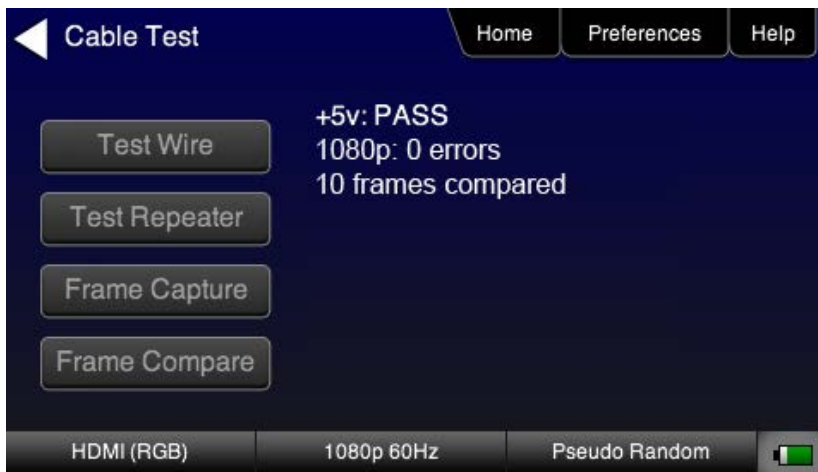 Cable Test
Home
Preferences
Help
Test Wire
Test Repeater
Frame Capture
Frame Compare
+5v: PASS
1080p: 0 errors
10 frames compared
HDMI (RGB)
1080p 60Hz
Pseudo Random